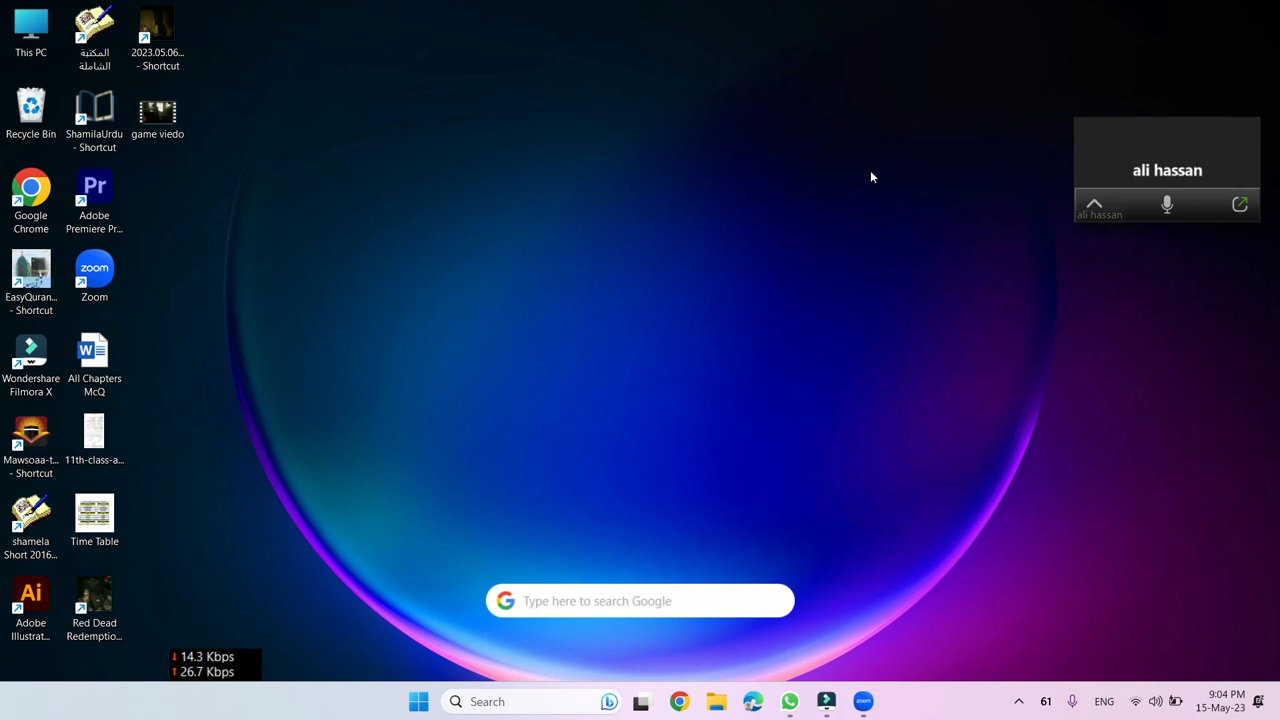 This PC
المكتبة
الشاملة
2023.05.06...
- Shortcut
Recycle Bin
ShamilaUrdu
- Shortcut
game viedo
Google
Chrome
Pr
Adobe
Premiere Pr...
EasyQuran...
- Shortcut
zoom
Zoom
Wondershare
Filmora X
W
All Chapters
McQ
Mawsoaa-t...
- Shortcut
11th-class-a...
shamela
Short 2016...
Time Table
Ai
Adobe
Illustrat...
Red Dead
Redemptio...
ali hassan
ali hassan
G
Type here to search Google
14.3 Kbps
26.7 Kbps
Search
zoom
61
ENG
9:04 PM
15-May-23